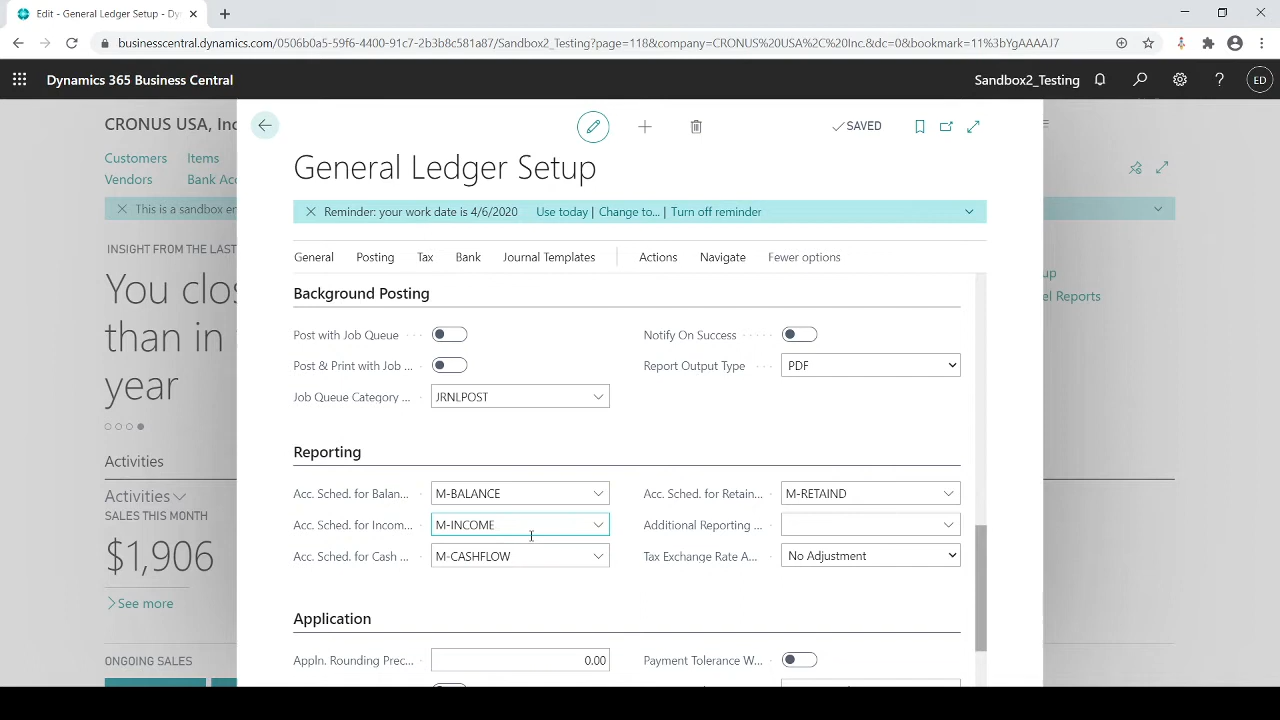 Edit - General Ledger Setup - Dy
businesscentral.dynamics.com/0506b0a5-59f6-4400-91c7-2b3b8c581a87/Sandbox2_Testing?page=118&company=CRONUS%20USA%2C%20Inc.&dc=0&bookmark=11%3bYgAAAAJ7
Dynamics 365 Business Central
Sandbox2_Testing
ED
CRONUS USA, Inc
Customers Items
Vendors Bank Acc
This is a sandbox en
INSIGHT FROM THE LAST
You clos
than in
year
Activities
Activities
SALES THIS MONTH
$1,906
See more
ONGOING SALES
SAVED
General Ledger Setup
Reminder: your work date is 4/6/2020 Use today | Change to... | Turn off reminder
General Posting Tax Bank Journal Templates Actions Navigate Fewer options
Background Posting
Post with Job Queue
Notify On Success
Post & Print with Job ...
Report Output Type PDF
Job Queue Category ... JRNLPOST
Reporting
Acc. Sched. for Balan... M-BALANCE
Acc. Sched. for Retain... M-RETAIND
Acc. Sched. for Incom... M-INCOME
Additional Reporting ...
Acc. Sched. for Cash ... M-CASHFLOW
Tax Exchange Rate A... No Adjustment
Application
Appln. Rounding Prec... 0.00
Payment Tolerance W...
up
el Reports